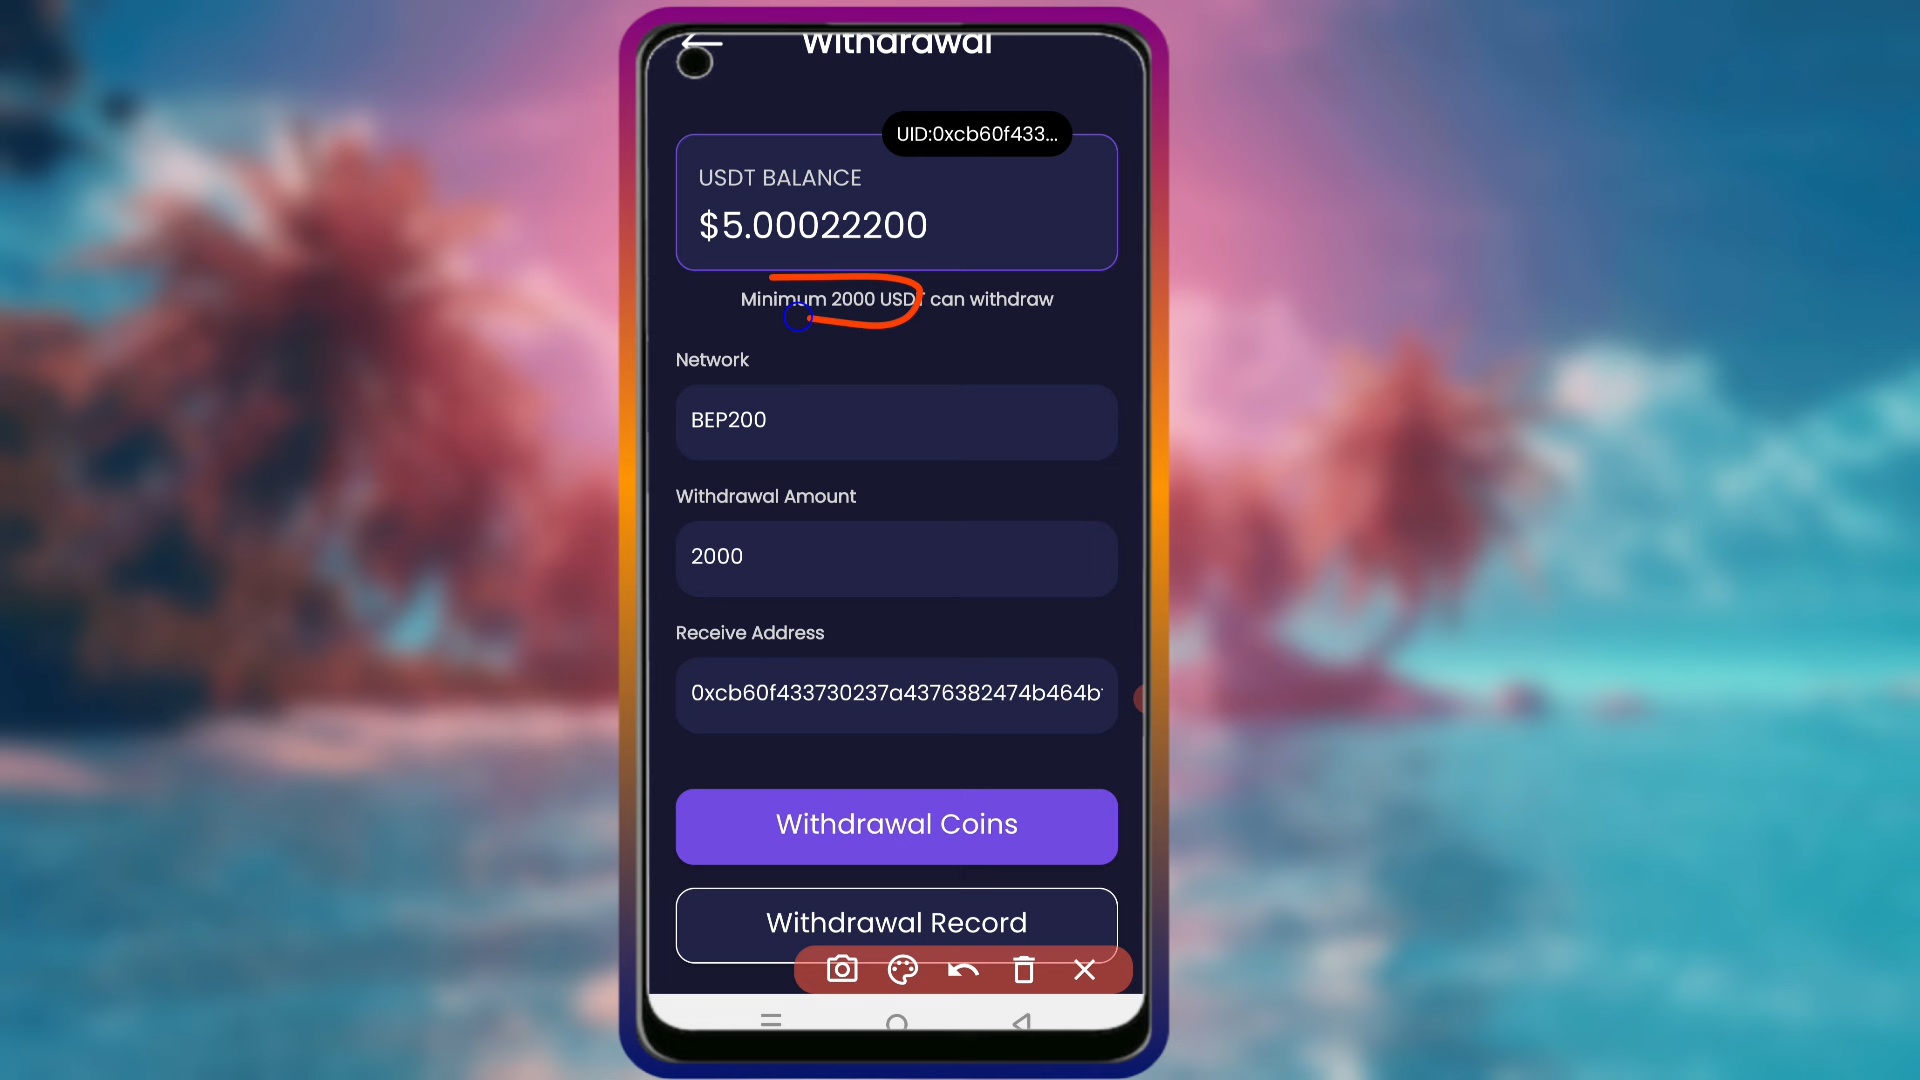 Withdrawal
UID:0xcb60f433...
USDT BALANCE
$5.00022200
Minimum 2000 USDT can withdraw
Network
BEP200
Withdrawal Amount
2000
Receive Address
0xcb60f433730237a4376382474b464b
Withdrawal Coins
Withdrawal Record